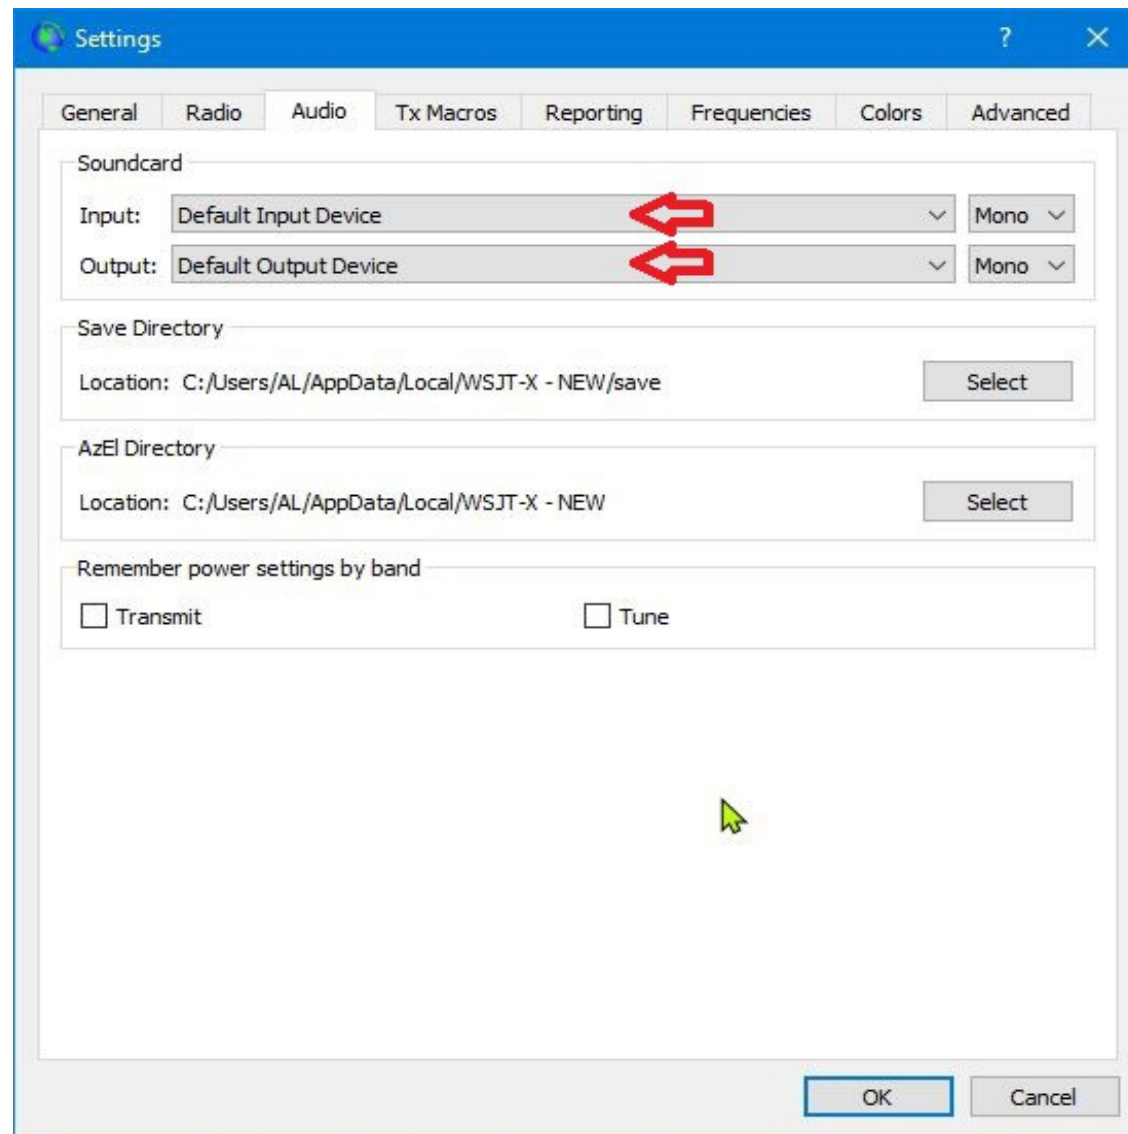 Settings ?
General Radio Audio Tx Macros Reporting Frequencies Colors Advanced
Soundcard
Input: Default Input Device Mono
Output: Default Output Device Mono
Save Directory
Location: C:/Users/AL/AppData/Local/WSJT-X - NEW/save Select
AzEl Directory
Location: C:/Users/AL/AppData/Local/WSJT-X - NEW Select
Remember power settings by band
Transmit Tune
OK Cancel